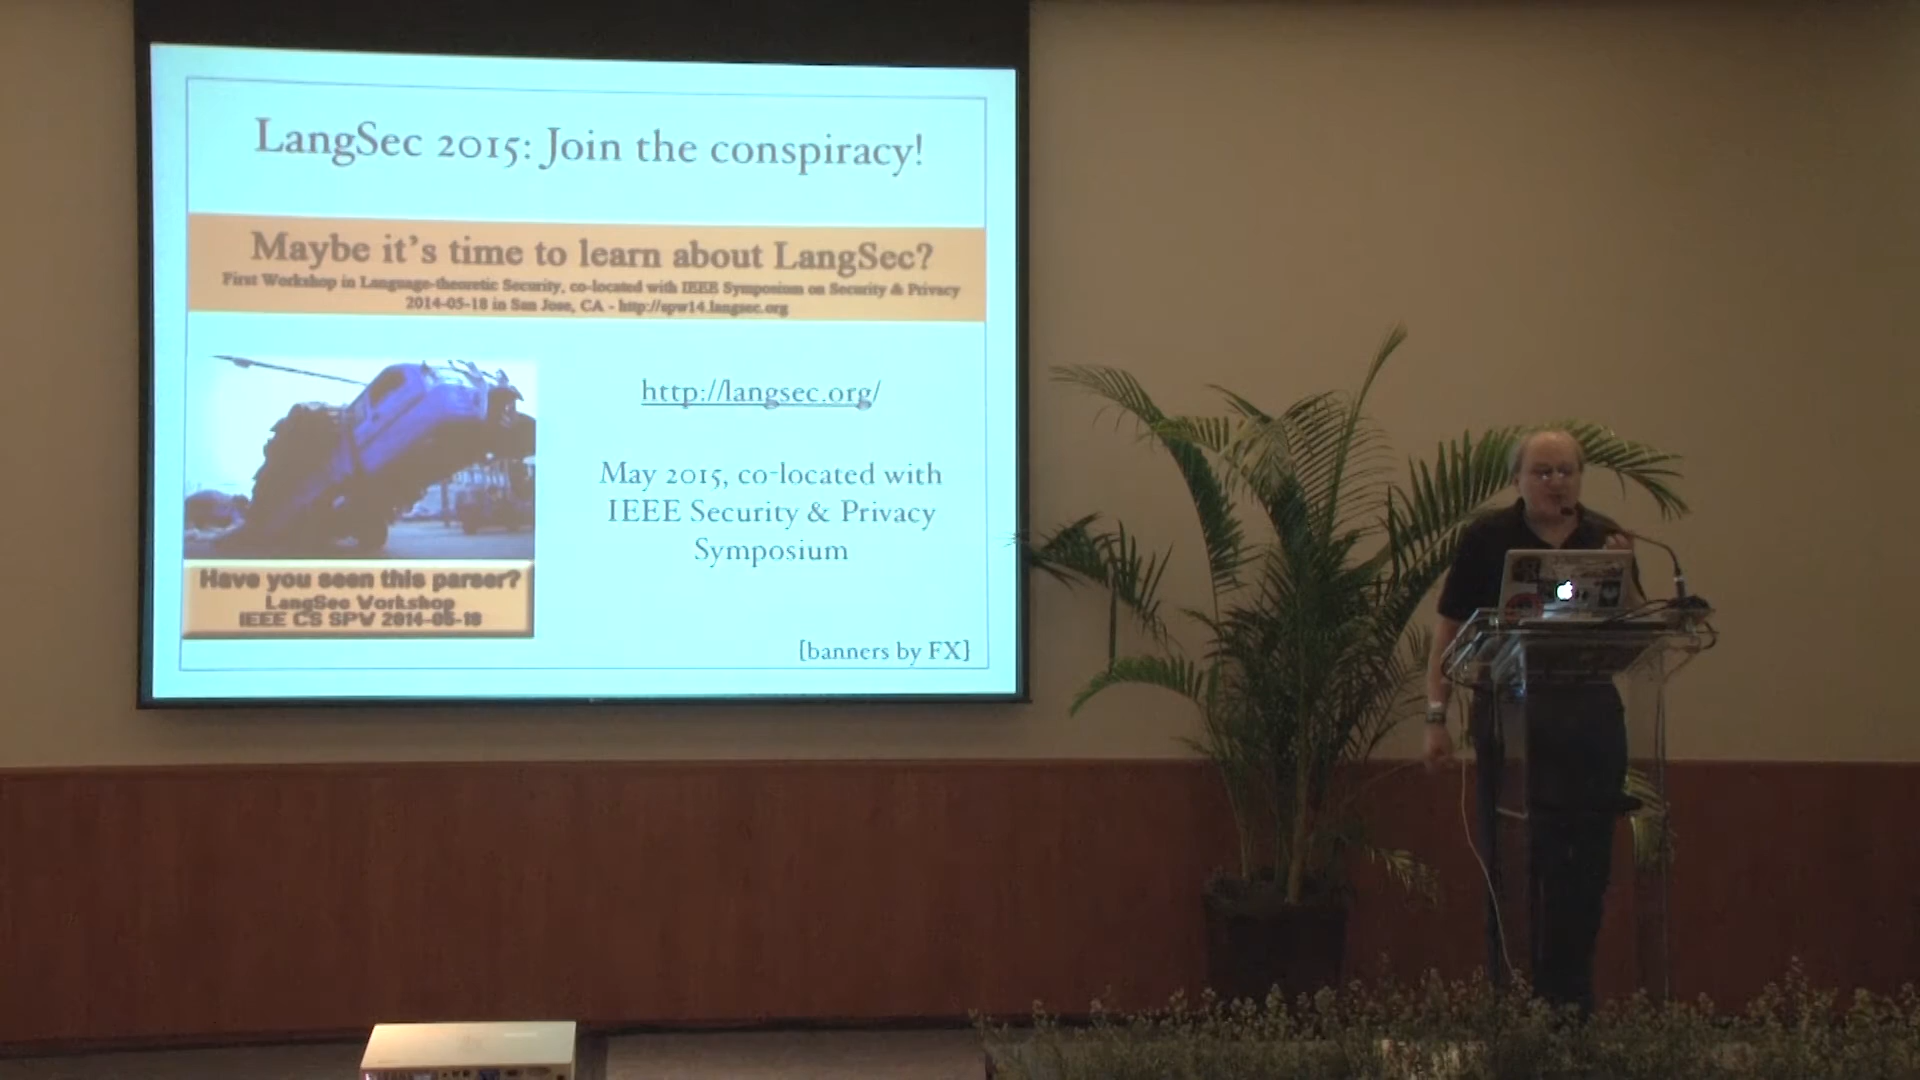 LangSec 2015: Join the conspiracy!
Maybe it's time to learn about LangSec?
First Workshop in Language-theoretic Security, co-located with IEEE Symposium on Security & Privacy
2014-05-18 in San Jose, CA - http://spw14.langsec.org
http://langsec.org/
May 2015, co-located with
IEEE Security & Privacy
Symposium
Have you seen this parser?
LangSec Workshop
IEEE CS SPW 2014-05-18
[banners by FX]